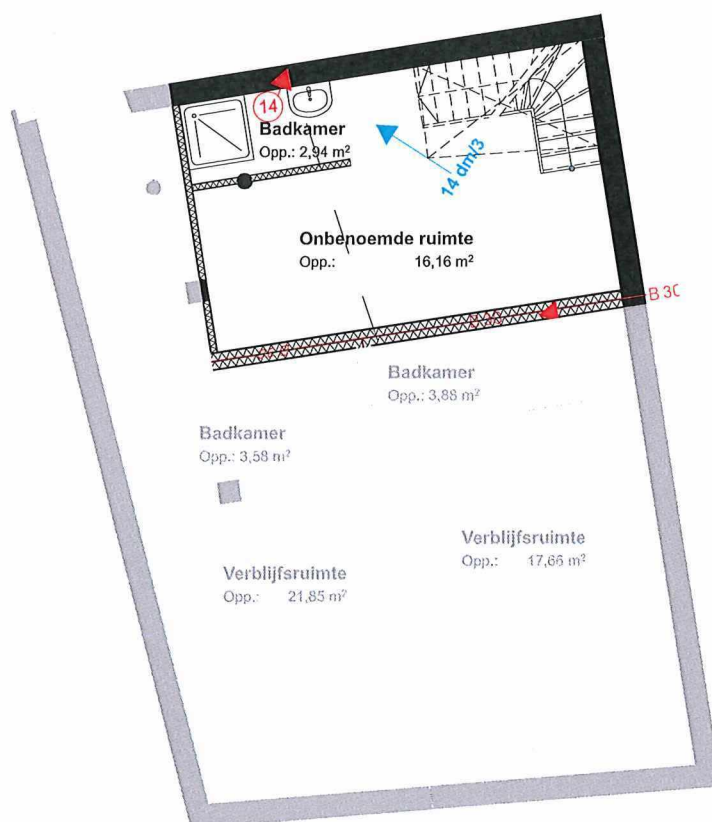 14
Badkamer
Opp.: 2,94 m²
14 dm/3
Onbenoemde ruimte
Opp.: 16,16 m²
B 30
Badkamer
Opp.: 3,88 m²
Badkamer
Opp.: 3,58 m²
Verblijfsruimte
Opp.: 17,66 m²
Verblijfsruimte
Opp.: 21,85 m²